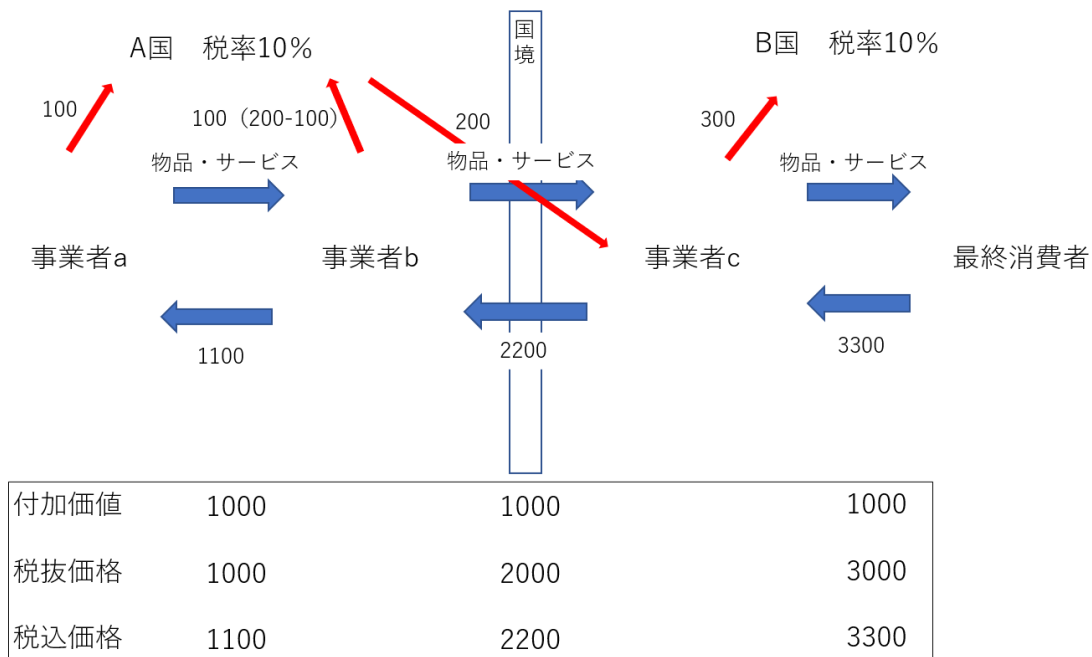 A国　税率10%
国境
B国　税率10%
100
100（200-100）
200
300
物品・サービス
物品・サービス
物品・サービス
事業者a
事業者b
事業者c
最終消費者
1100
2200
3300
付加価値 1000 1000 1000
税抜価格 1000 2000 3000
税込価格 1100 2200 3300